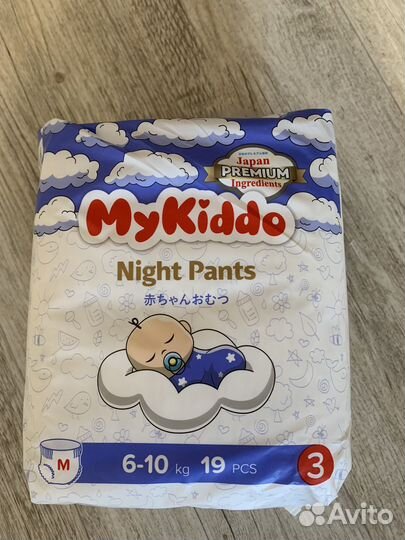 Japan
PREMIUM
Ingredients
MyKiddo
Night Pants
赤ちゃんおむつ
M
6-10 kg 19 PCS
3
Avito